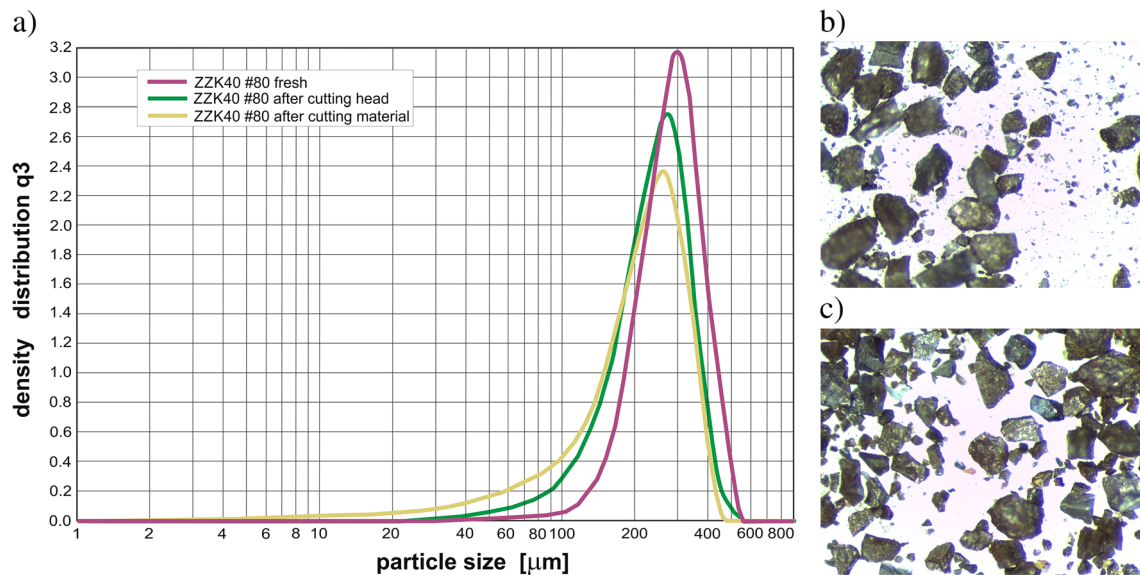 a)
b)
3.2
3.0
2.8
2.6
2.4
2.2
2.0
1.8
1.6
1.4
1.2
1.0
0.8
0.6
0.4
0.2
0.0
density distribution q3
ZZK40 #80 fresh
ZZK40 #80 after cutting head
ZZK40 #80 after cutting material
1 2 4 6 8 10 20 40 60 80 100 200 400 600 800
particle size [μm]
c)